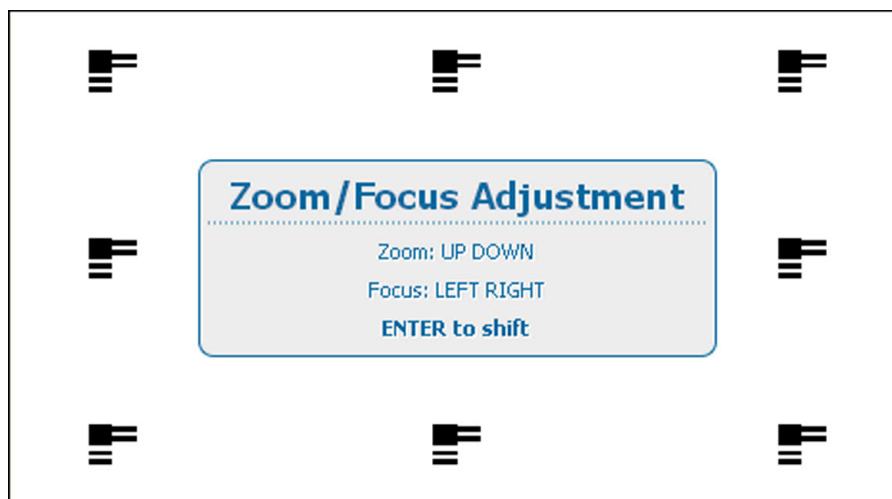 Zoom/Focus Adjustment
Zoom: UP DOWN
Focus: LEFT RIGHT
ENTER to shift